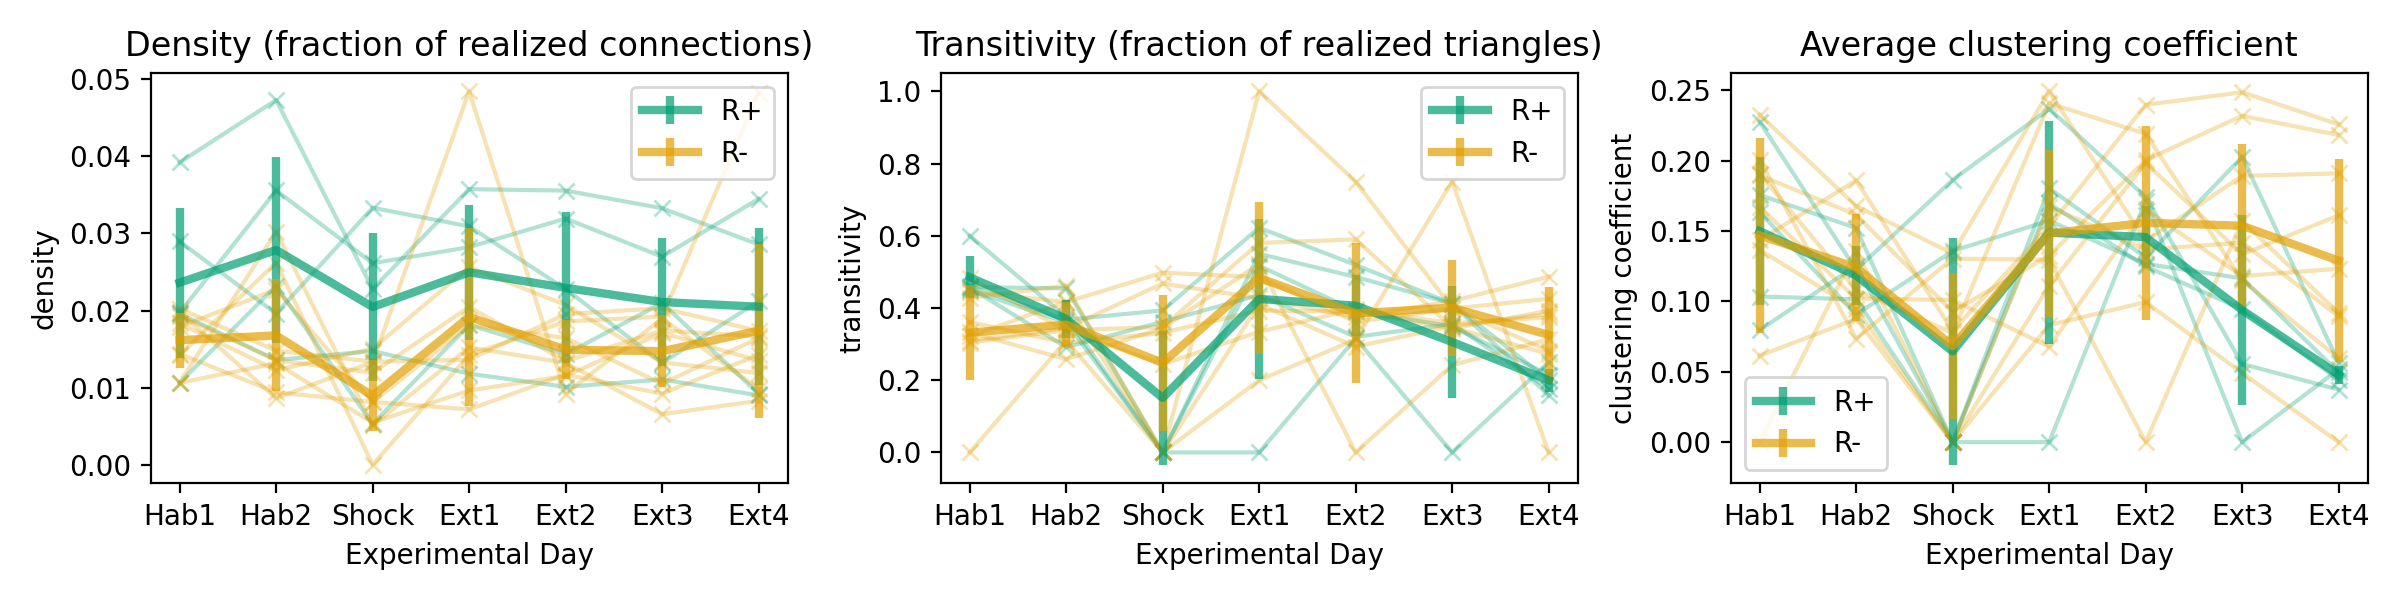 Density (fraction of realized connections)
0.05
0.04
0.03
0.02
0.01
0.00
density
R+
R-
Hab1 Hab2 Shock Ext1 Ext2 Ext3 Ext4
Experimental Day
Transitivity (fraction of realized triangles)
1.0
0.8
0.6
0.4
0.2
0.0
transitivity
R+
R-
Hab1 Hab2 Shock Ext1 Ext2 Ext3 Ext4
Experimental Day
Average clustering coefficient
0.25
0.20
0.15
0.10
0.05
0.00
clustering coefficient
R+
R-
Hab1 Hab2 Shock Ext1 Ext2 Ext3 Ext4
Experimental Day